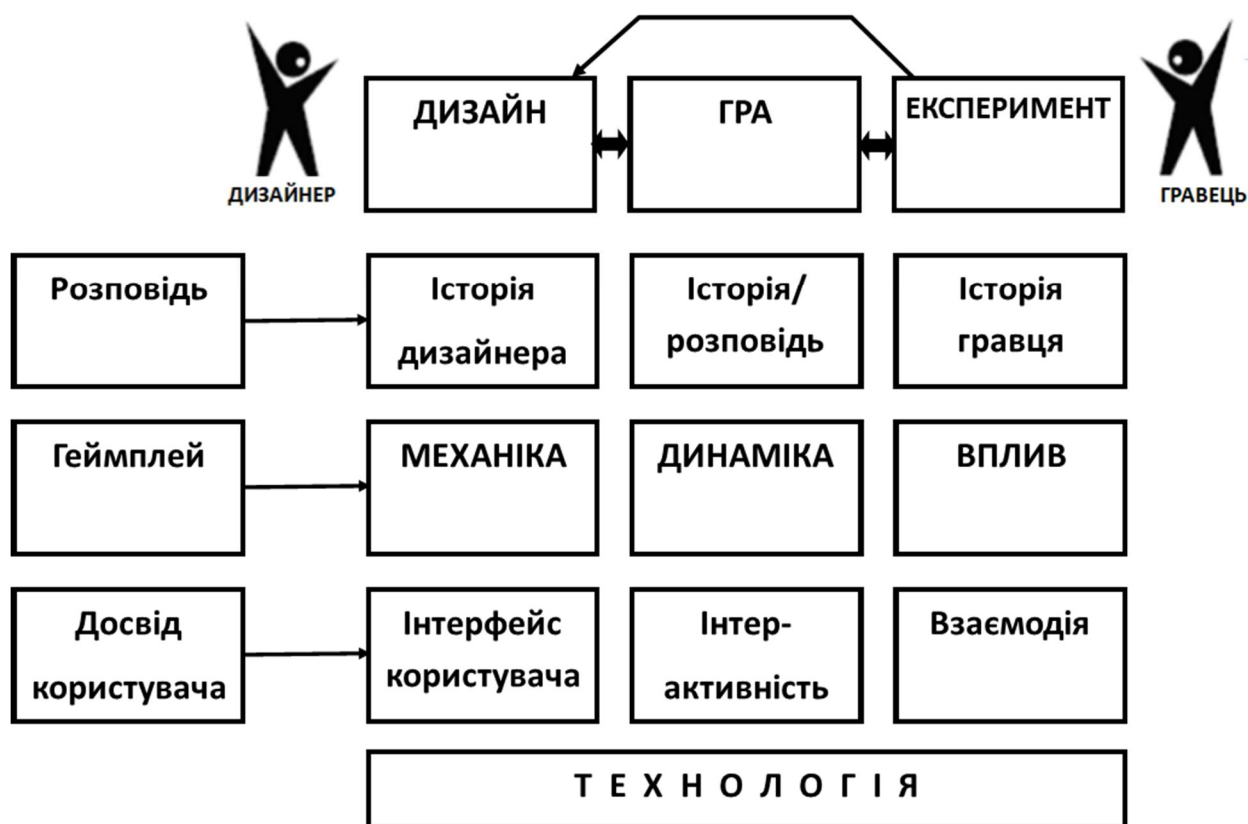 ДИЗАЙН
ГРА
ЕКСПЕРИМЕНТ
ДИЗАЙНЕР
ГРАВЕЦЬ
Розповідь
Історія
дизайнера
Історія/
розповідь
Історія
гравця
Геймплей
МЕХАНІКА
ДИНАМІКА
ВПЛИВ
Досвід
користувача
Інтерфейс
користувача
Інтер-
активність
Взаємодія
Т Е Х Н О Л О Г І Я